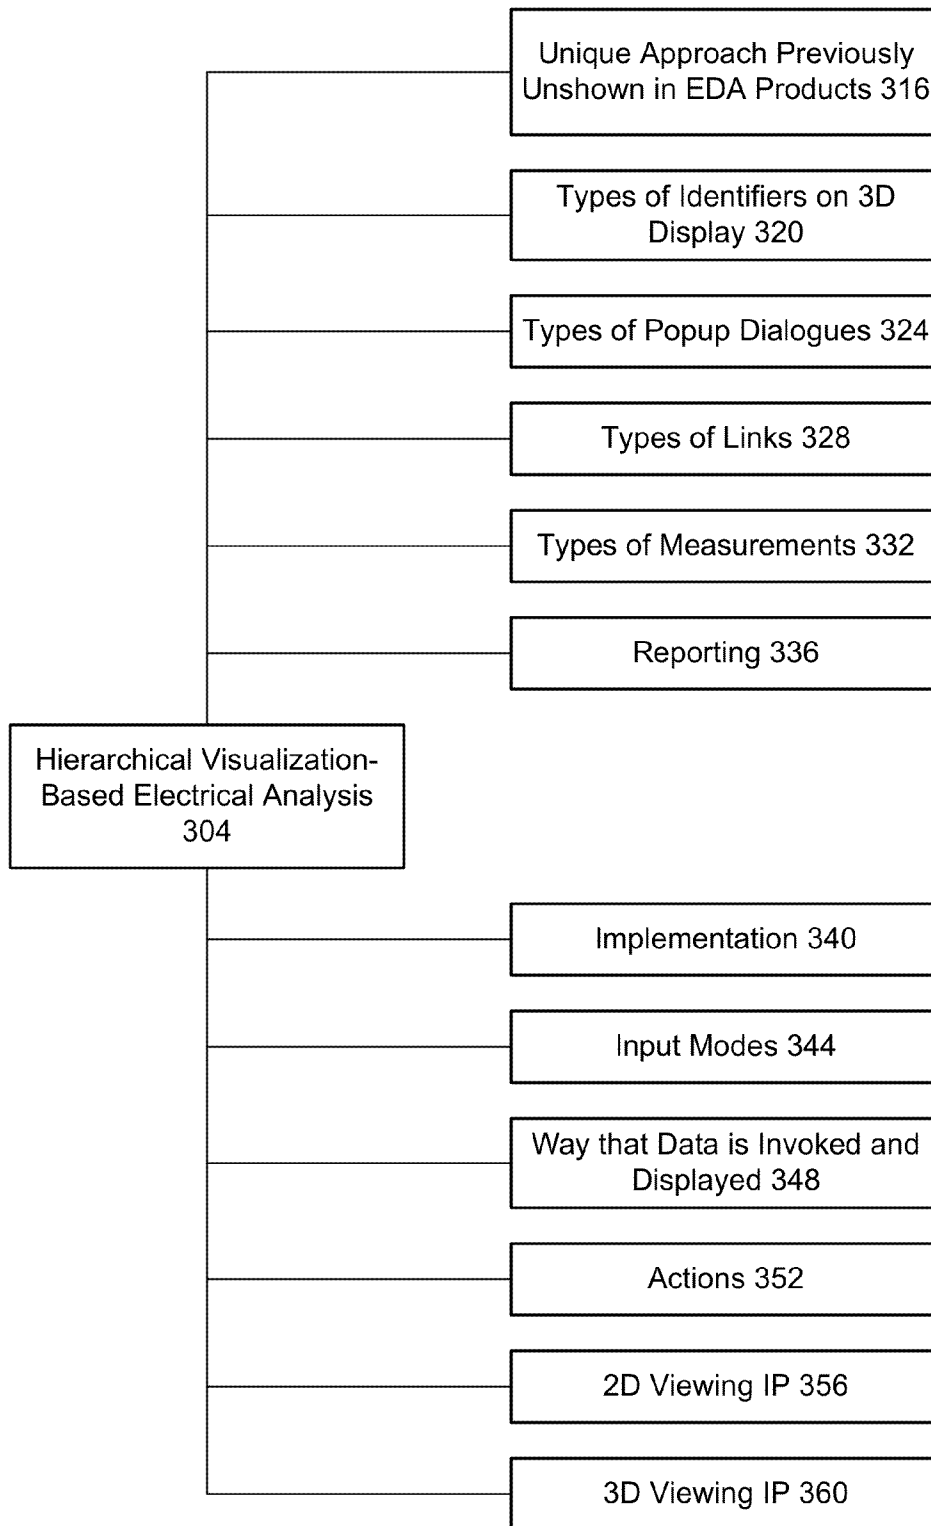 Unique Approach Previously
Unshown in EDA Products 316
Types of Identifiers on 3D
Display 320
Types of Popup Dialogues 324
Types of Links 328
Types of Measurements 332
Reporting 336
Hierarchical Visualization-
Based Electrical Analysis
304
Implementation 340
Input Modes 344
Way that Data is Invoked and
Displayed 348
Actions 352
2D Viewing IP 356
3D Viewing IP 360